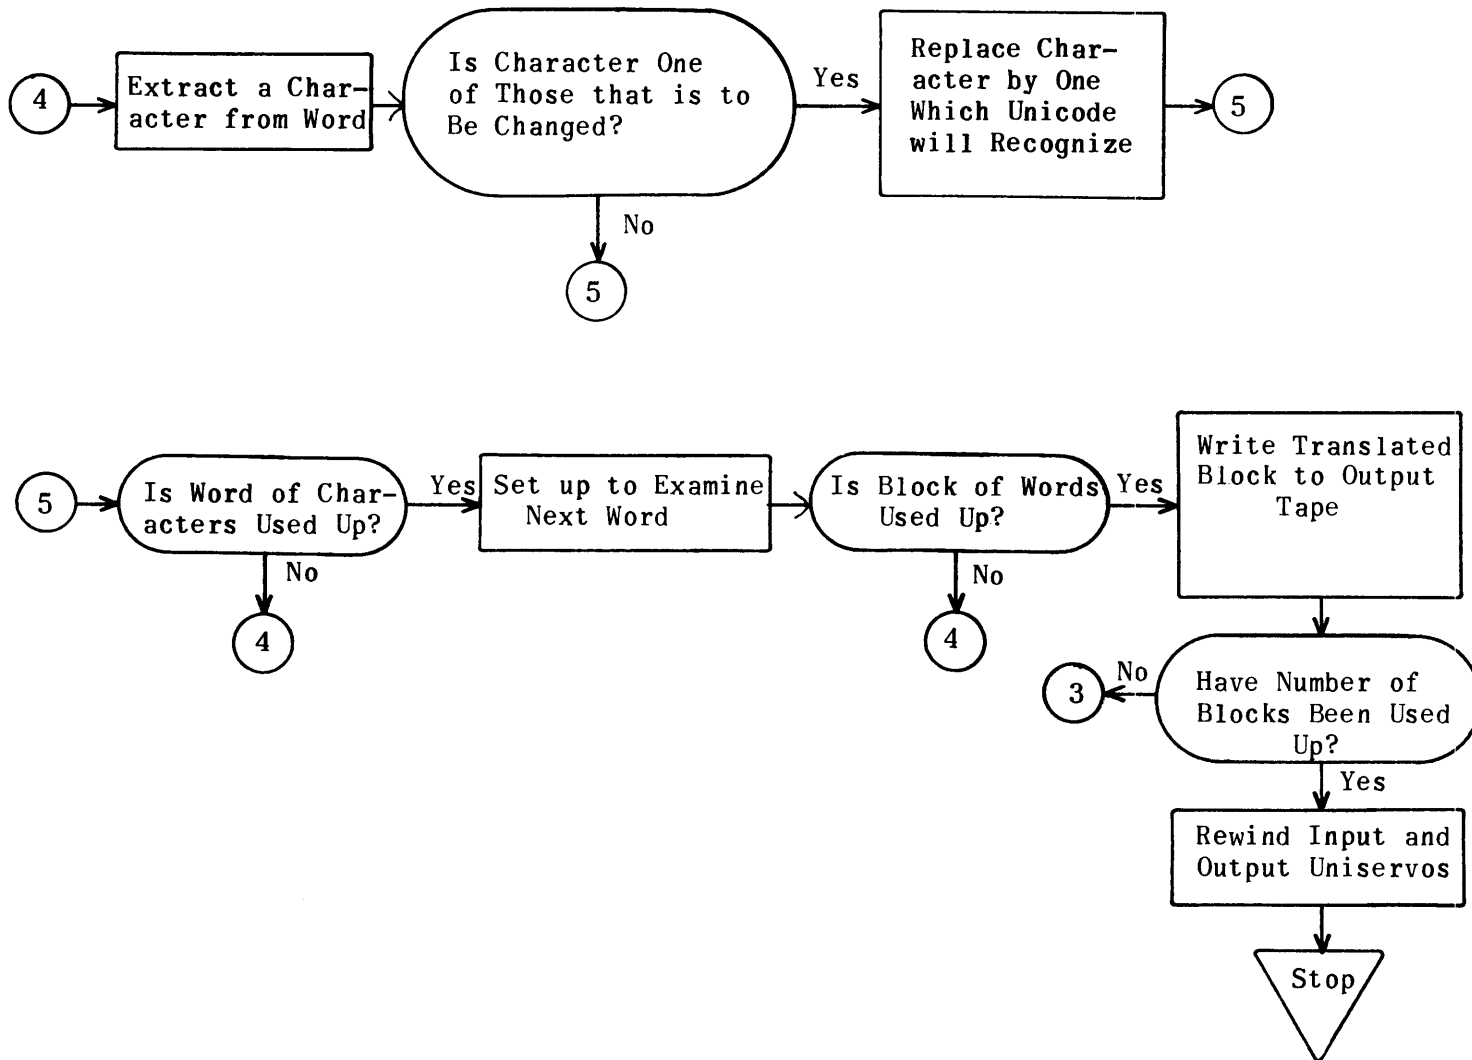 4
Extract a Char-
acter from Word
Is Character One
of Those that is to
Be Changed?
Yes
Replace Char-
acter by One
Which Unicode
will Recognize
5
No
5
5
Is Word of Char-
acters Used Up?
Yes
Set up to Examine
Next Word
Is Block of Words
Used Up?
Yes
Write Translated
Block to Output
Tape
No
4
No
4
3
No
Have Number of
Blocks Been Used
Up?
Yes
Rewind Input and
Output Uniservos
Stop